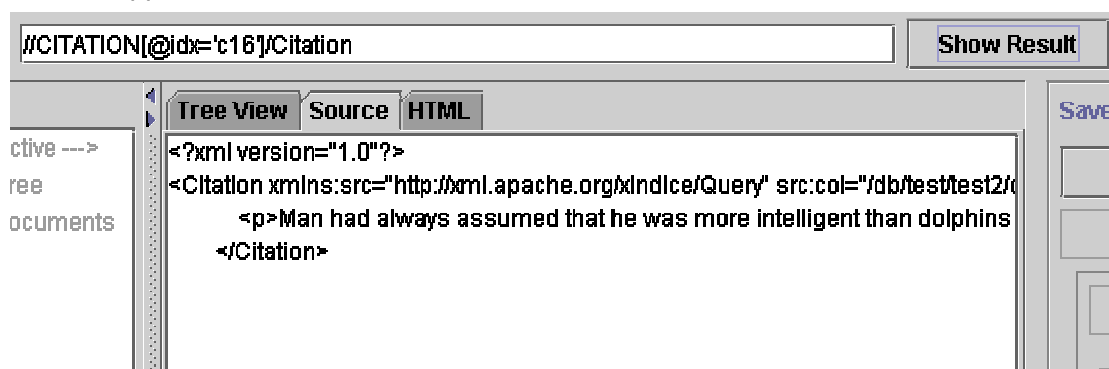 //CITATION[@idx='c16']/Citation
Show Result
Tree View Source HTML
Save
ctive --->
ree
ocuments
<?xml version="1.0"?>
<Citation xmlns:src="http://xml.apache.org/xindice/Query" src:col="/db/test/test2/
<p>Man had always assumed that he was more intelligent than dolphins
</Citation>